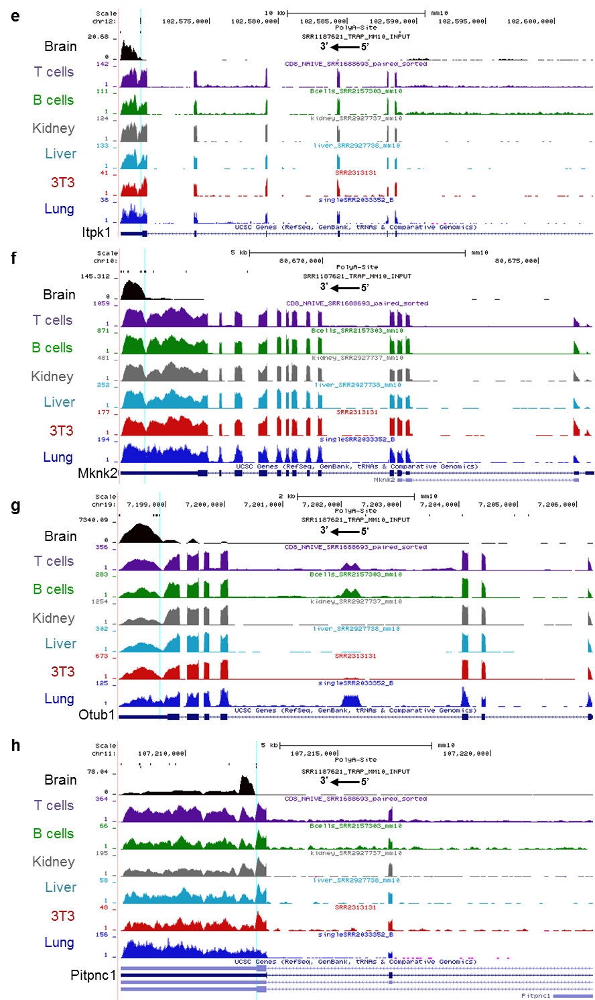 e
Scale 10 kb mm10
chr12: 102,575,000 102,580,000 102,585,000 102,590,000 102,595,000 102,600,000
PolyA-Site
20.68 SRR1187621_TRAP_MM10_INPUT
Brain 3' 5'
0
142 CD8_NAIVE_SRR1688693_paired_sorted
T cells
1
111 Bcells_SRR2157303_mm10
B cells
1
124 kidney_SRR2927737_mm10
Kidney
1
133 liver_SRR2927738_mm10
Liver
1
41 SRR2313131
3T3
1
38 singleSRR2033352_B
Lung
1
UCSC Genes (RefSeq, GenBank, tRNAs & Comparative Genomics)
Itpk1
f
Scale 5 kb mm10
chr10: 80,670,000 80,675,000
PolyA-Site
145.312 SRR1187621_TRAP_MM10_INPUT
Brain 3' 5'
0
1059 CD8_NAIVE_SRR1688693_paired_sorted
T cells
1
871 Bcells_SRR2157303_mm10
B cells
1
481 kidney_SRR2927737_mm10
Kidney
1
252 liver_SRR2927738_mm10
Liver
1
177 SRR2313131
3T3
1
194 singleSRR2033352_B
Lung
1
UCSC Genes (RefSeq, GenBank, tRNAs & Comparative Genomics)
Mknk2
Mknk2
g
Scale 2 kb mm10
chr19: 7,199,000 7,200,000 7,201,000 7,202,000 7,203,000 7,204,000 7,205,000 7,206,000
PolyA-Site
7340.09 SRR1187621_TRAP_MM10_INPUT
Brain 3' 5'
0
356 CD8_NAIVE_SRR1688693_paired_sorted
T cells
1
283 Bcells_SRR2157303_mm10
B cells
1
1254 kidney_SRR2927737_mm10
Kidney
1
302 liver_SRR2927738_mm10
Liver
1
673 SRR2313131
3T3
1
125 singleSRR2033352_B
Lung
1
UCSC Genes (RefSeq, GenBank, tRNAs & Comparative Genomics)
Otub1
h
Scale 5 kb mm10
chr11: 107,210,000 107,215,000 107,220,000
PolyA-Site
78.04 SRR1187621_TRAP_MM10_INPUT
Brain 3' 5'
0
364 CD8_NAIVE_SRR1688693_paired_sorted
T cells
1
66 Bcells_SRR2157303_mm10
B cells
1
195 kidney_SRR2927737_mm10
Kidney
1
58 liver_SRR2927738_mm10
Liver
1
48 SRR2313131
3T3
1
156 singleSRR2033352_B
Lung
1
UCSC Genes (RefSeq, GenBank, tRNAs & Comparative Genomics)
Pitpnc1
Pitpnc1